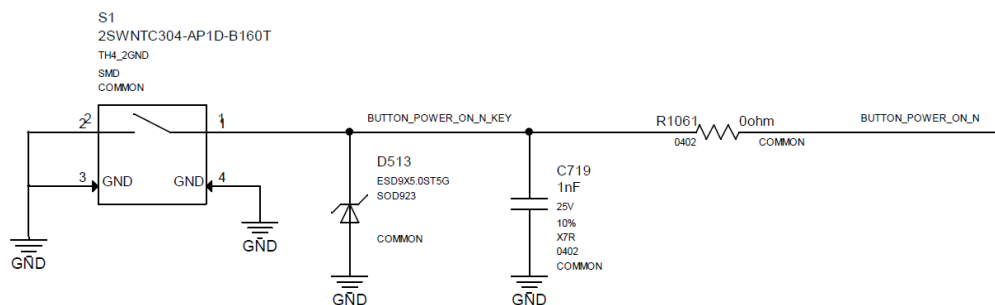 S1
2SWNTC304-AP1D-B160T
TH4_2GND
SMD
COMMON
2 2 1 1
BUTTON_POWER_ON_N_KEY
R1061 0ohm
BUTTON_POWER_ON_N
0402 COMMON
3 GND GND 4
D513
ESD9X5.0ST5G
SOD923
COMMON
C719
1nF
25V
10%
X7R
0402
COMMON
GND
GND
GND
GND